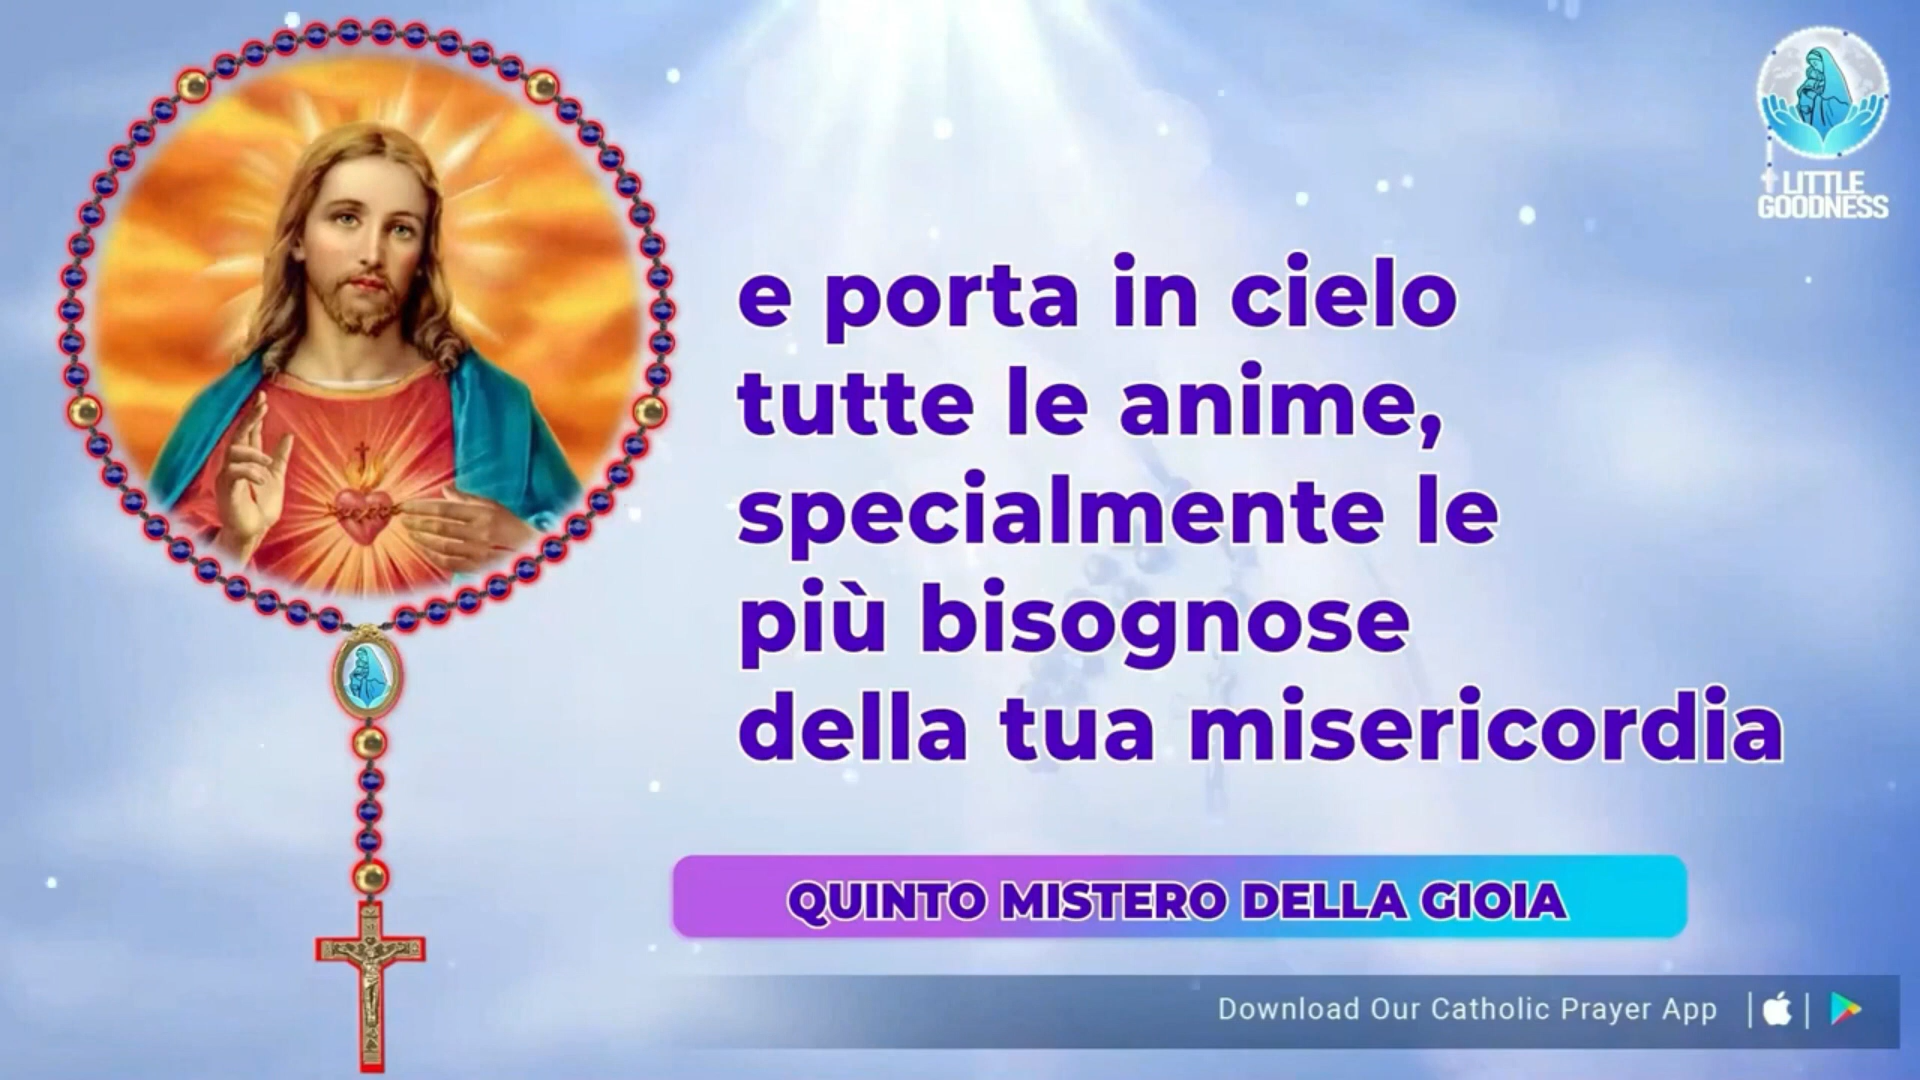 LITTLE
GOODNESS
e porta in cielo
tutte le anime,
specialmente le
più bisognose
della tua misericordia
QUINTO MISTERO DELLA GIOIA
Download Our Catholic Prayer App